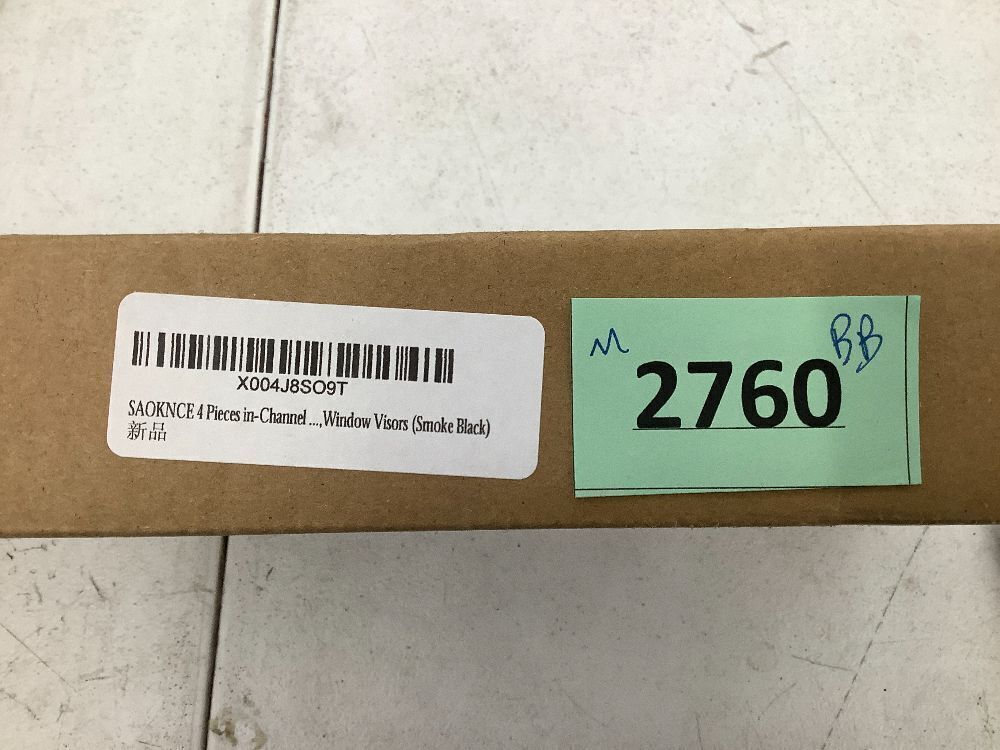 X004J8SO9T
SAOKNCE 4 Pieces in-Channel ..., Window Visors (Smoke Black)
新品
M
BB
2760